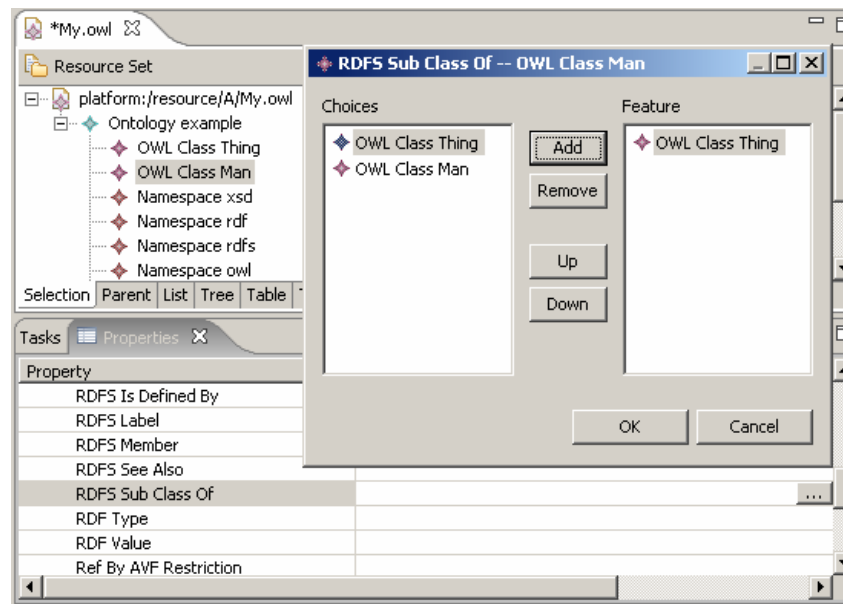 *My.owl
Resource Set
platform:/resource/A/My.owl
Ontology example
OWL Class Thing
OWL Class Man
Namespace xsd
Namespace rdf
Namespace rdfs
Namespace owl
Selection Parent List Tree Table
RDFS Sub Class Of -- OWL Class Man
Choices
Feature
OWL Class Thing
OWL Class Man
Add
Remove
Up
Down
OWL Class Thing
OK
Cancel
Tasks Properties
Property
RDFS Is Defined By
RDFS Label
RDFS Member
RDFS See Also
RDFS Sub Class Of
...
RDF Type
RDF Value
Ref By AVF Restriction